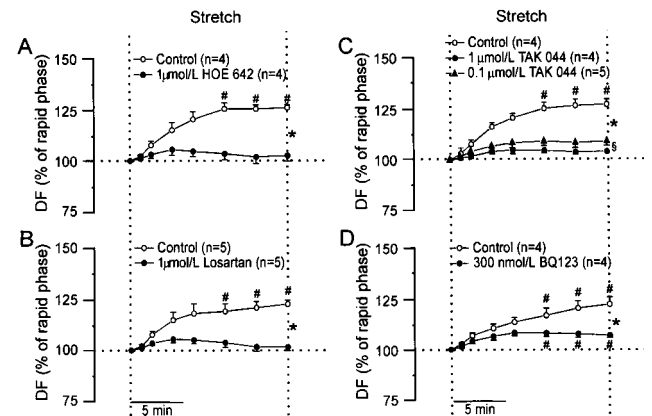 Stretch
Stretch
A
150
125
100
75
DF (% of rapid phase)
Control (n=4)
1μmol/L HOE 642 (n=4)
# # #
*
C
150
125
100
75
DF (% of rapid phase)
Control (n=4)
1 μmol/L TAK 044 (n=4)
0.1 μmol/L TAK 044 (n=5)
# # #
*
§
B
150
125
100
75
DF (% of rapid phase)
Control (n=5)
1μmol/L Losartan (n=5)
# # #
*
5 min
D
150
125
100
75
DF (% of rapid phase)
Control (n=4)
300 nmol/L BQ123 (n=4)
# # #
*
# # #
5 min